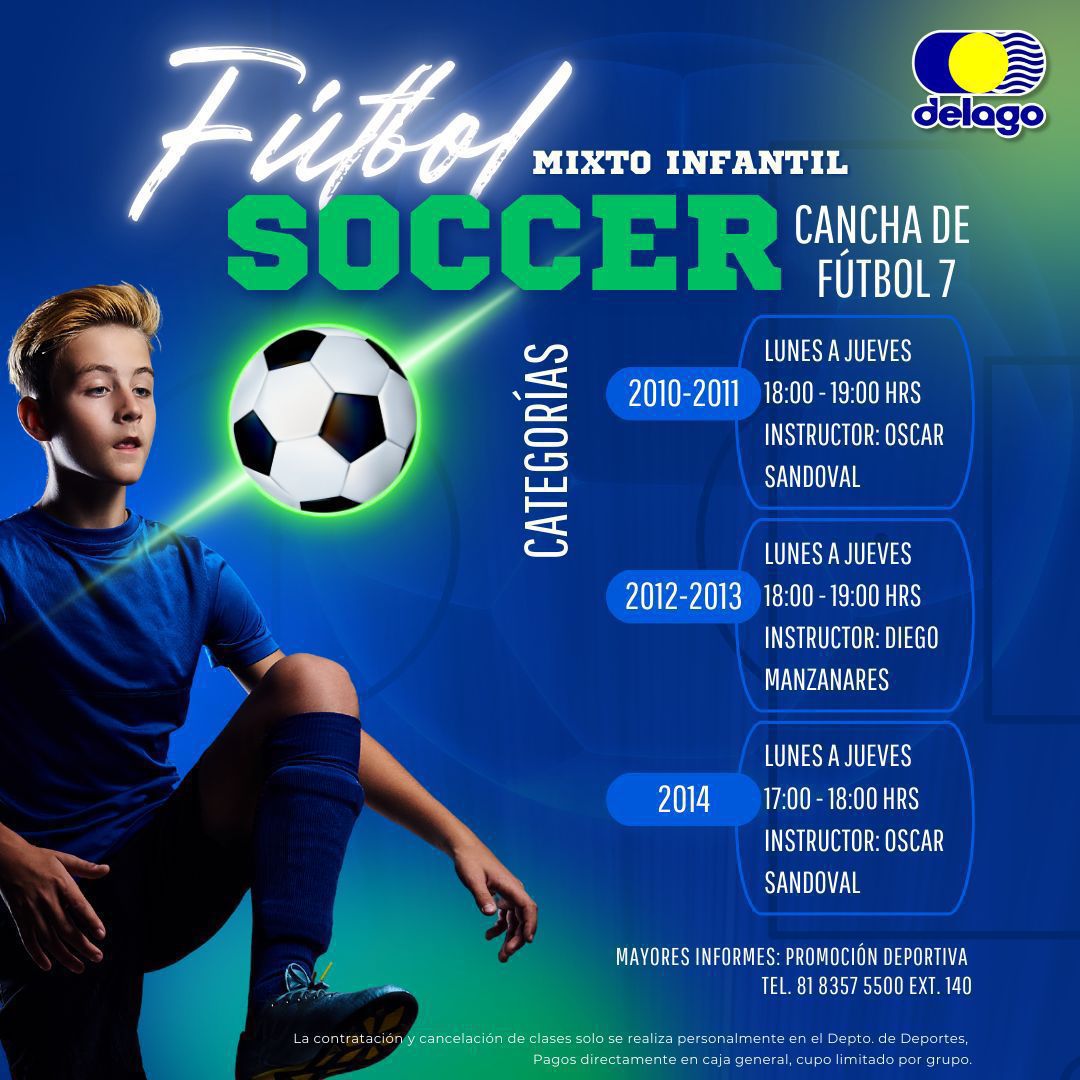 delago
Fútbol
MIXTO INFANTIL
SOCCER
CANCHA DE
FÚTBOL 7
CATEGORÍAS
2010-2011
LUNES A JUEVES
18:00 - 19:00 HRS
INSTRUCTOR: OSCAR
SANDOVAL
2012-2013
LUNES A JUEVES
18:00 - 19:00 HRS
INSTRUCTOR: DIEGO
MANZANARES
2014
LUNES A JUEVES
17:00 - 18:00 HRS
INSTRUCTOR: OSCAR
SANDOVAL
MAYORES INFORMES: PROMOCIÓN DEPORTIVA
TEL. 81 8357 5500 EXT. 140
La contratación y cancelación de clases solo se realiza personalmente en el Depto. de Deportes,
Pagos directamente en caja general, cupo limitado por grupo.